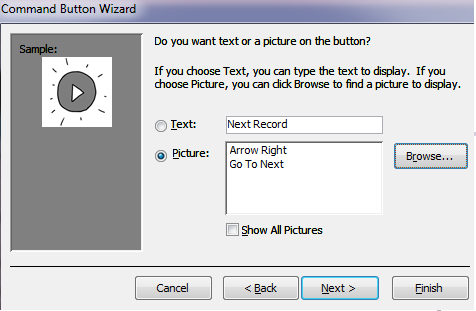 Command Button Wizard
Sample:
Do you want text or a picture on the button?
If you choose Text, you can type the text to display. If you
choose Picture, you can click Browse to find a picture to display.
Text:
Next Record
Picture:
Arrow Right
Go To Next
Browse...
Show All Pictures
Cancel
< Back
Next >
Finish